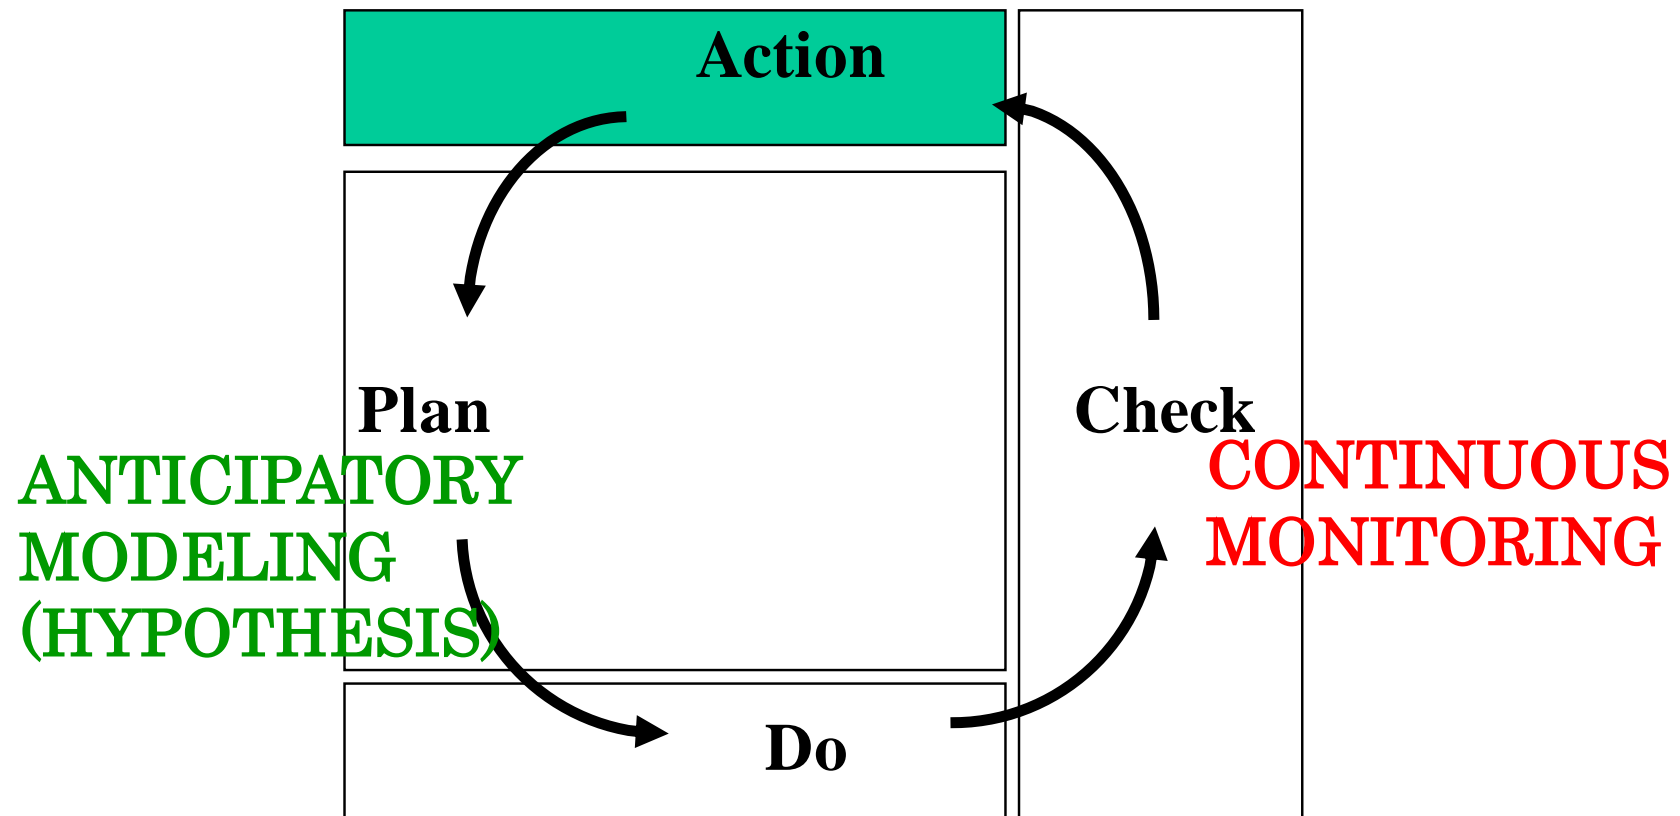 Action
Plan
Check
ANTICIPATORY
MODELING
(HYPOTHESIS)
CONTINUOUS
MONITORING
Do